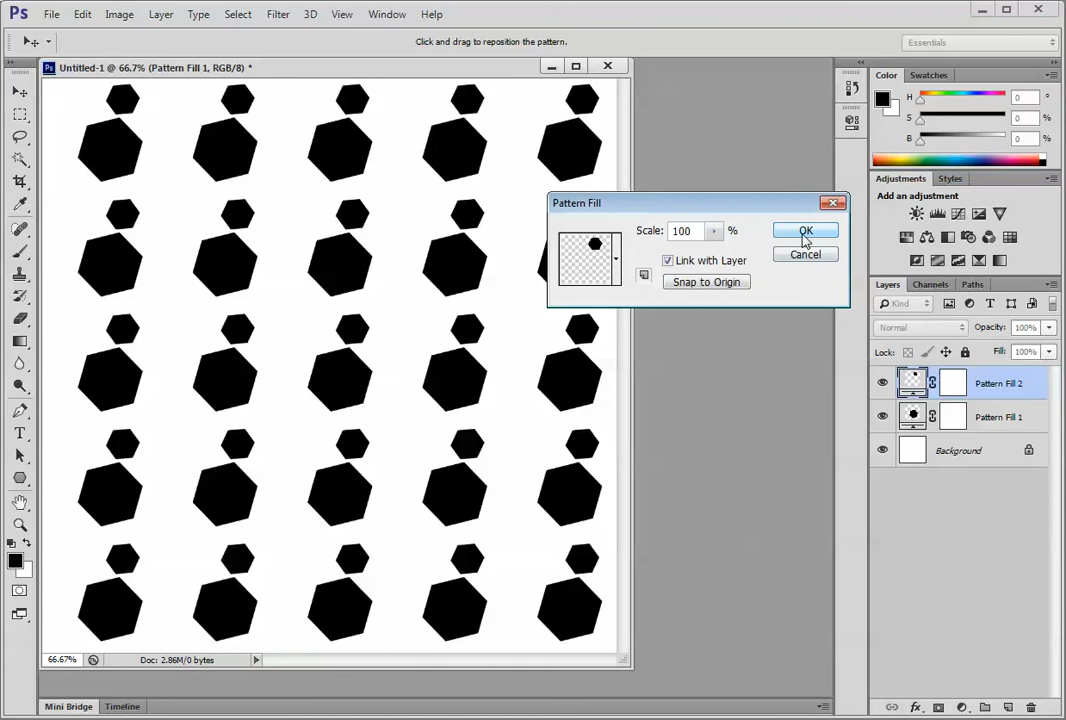 Ps File Edit Image Layer Type Select Filter 3D View Window Help
Click and drag to reposition the pattern.
Essentials
Ps Untitled-1 @ 66.7% (Pattern Fill 1, RGB/8) *
Color Swatches
H 0 °
S 0 %
B 0 %
Adjustments Styles
Add an adjustment
Pattern Fill
Scale: 100 %
OK
Link with Layer
Cancel
Snap to Origin
Layers Channels Paths
Kind
Normal Opacity: 100%
Lock: Fill: 100%
Pattern Fill 2
Pattern Fill 1
Background
66.67% Doc: 2.86M/0 bytes
Mini Bridge Timeline